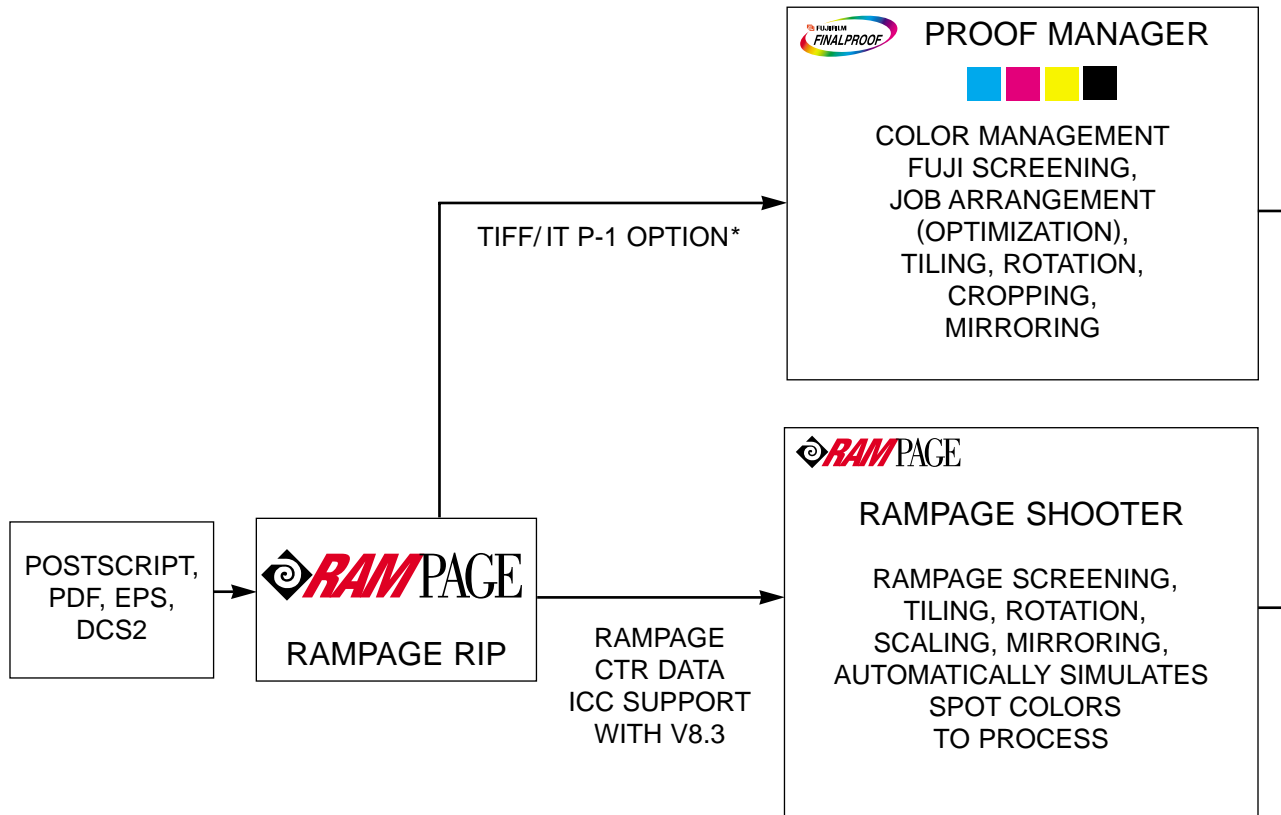 FUJIFILM
FINALPROOF
PROOF MANAGER
COLOR MANAGEMENT
FUJI SCREENING,
JOB ARRANGEMENT
(OPTIMIZATION),
TILING, ROTATION,
CROPPING,
MIRRORING
TIFF/IT P-1 OPTION*
RAMPAGE
RAMPAGE SHOOTER
RAMPAGE SCREENING,
TILING, ROTATION,
SCALING, MIRRORING,
AUTOMATICALLY SIMULATES
SPOT COLORS
TO PROCESS
POSTSCRIPT,
PDF, EPS,
DCS2
RAMPAGE
RAMPAGE RIP
RAMPAGE
CTR DATA
ICC SUPPORT
WITH V8.3